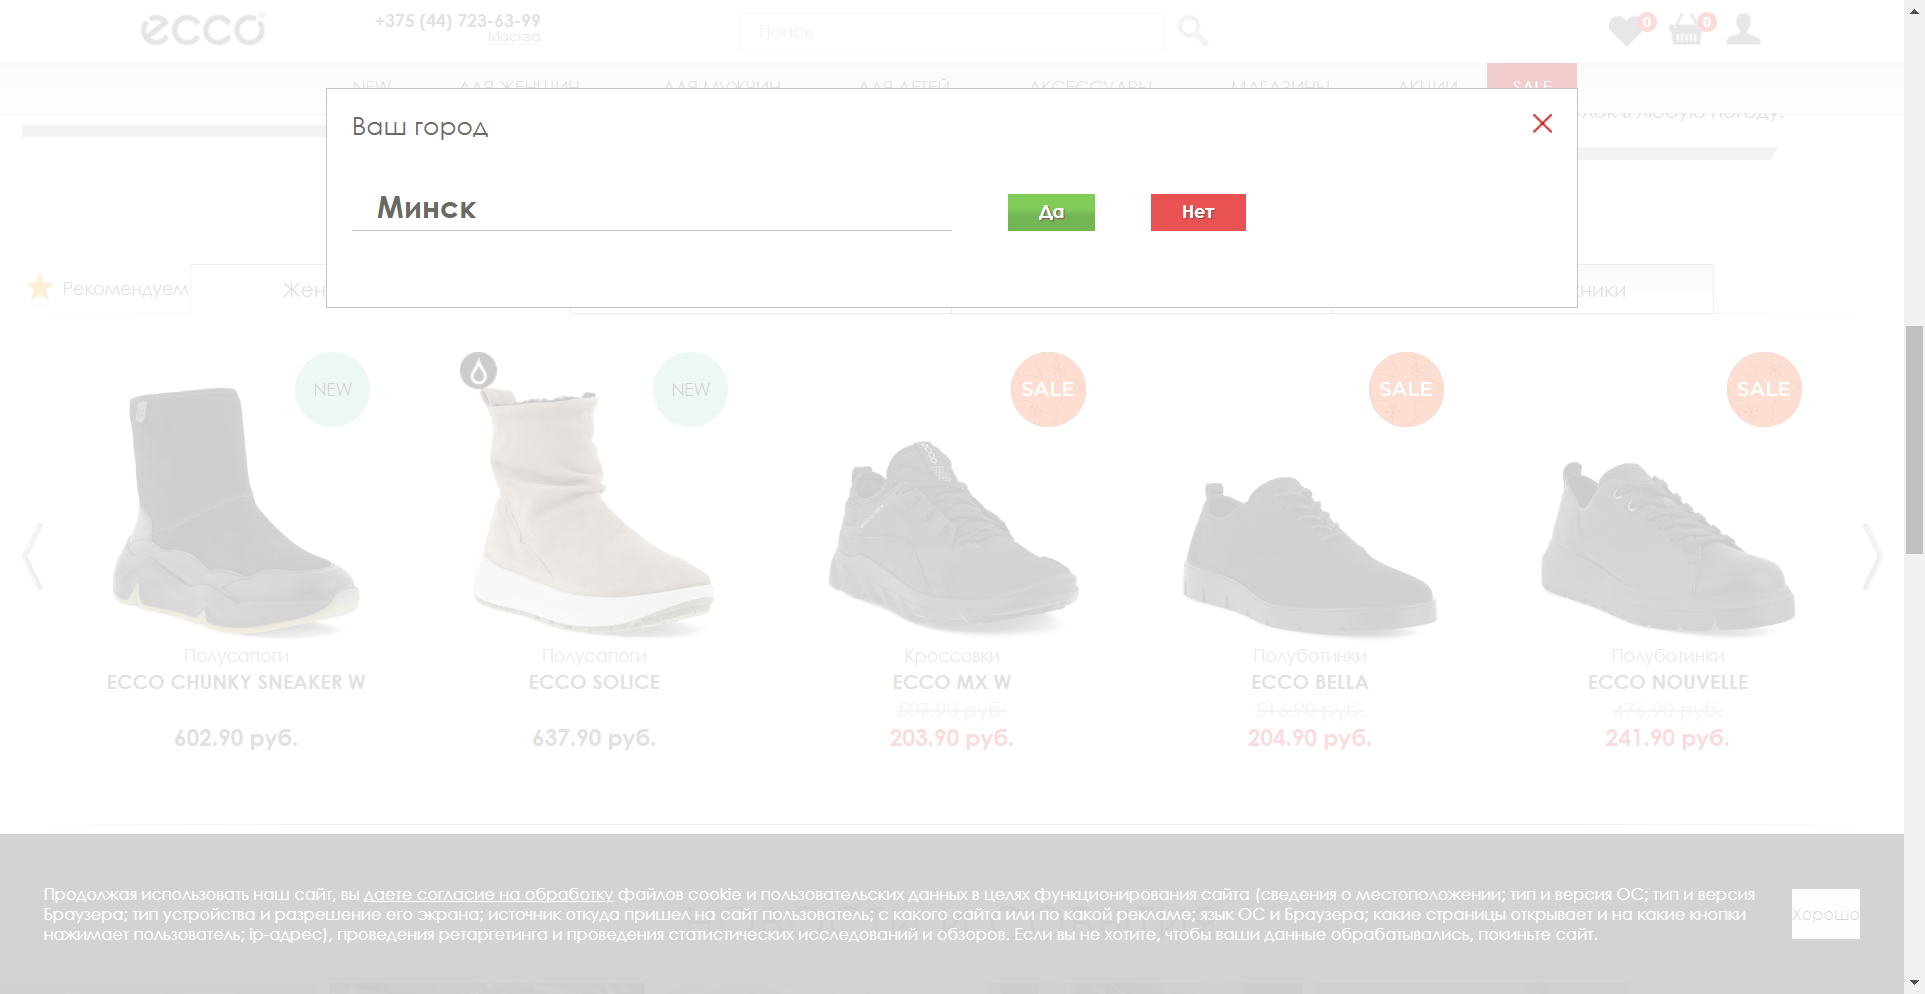 ecco
+375 (44) 723-63-99
Москва
Поиск
0
0
NEW ДЛЯ ЖЕНЩИН ДЛЯ МУЖЧИН ДЛЯ ДЕТЕЙ АКСЕССУАРЫ МАГАЗИНЫ АКЦИИ SALE
в любую погоду!
Ваш город
Минск
Да
Нет
Рекомендуем
NEW
NEW
SALE
SALE
SALE
Полусапоги
ECCO CHUNKY SNEAKER W
602.90 руб.
Полусапоги
ECCO SOLICE
637.90 руб.
Кроссовки
ECCO MX W
507.90 руб.
203.90 руб.
Полуботинки
ECCO BELLA
516.90 руб.
204.90 руб.
Полуботинки
ECCO NOUVELLE
476.90 руб.
241.90 руб.
Продолжая использовать наш сайт, вы даете согласие на обработку файлов cookie и пользовательских данных в целях функционирования сайта (сведения о местоположении; тип и версия ОС; тип и версия
Браузера; тип устройства и разрешение его экрана; источник откуда пришел на сайт пользователь; с какого сайта или по какой рекламе; язык ОС и Браузера; какие страницы открывает и на какие кнопки
нажимает пользователь; ip-адрес), проведения ретаргетинга и проведения статистических исследований и обзоров. Если вы не хотите, чтобы ваши данные обрабатывались, покиньте сайт.
Хорошо